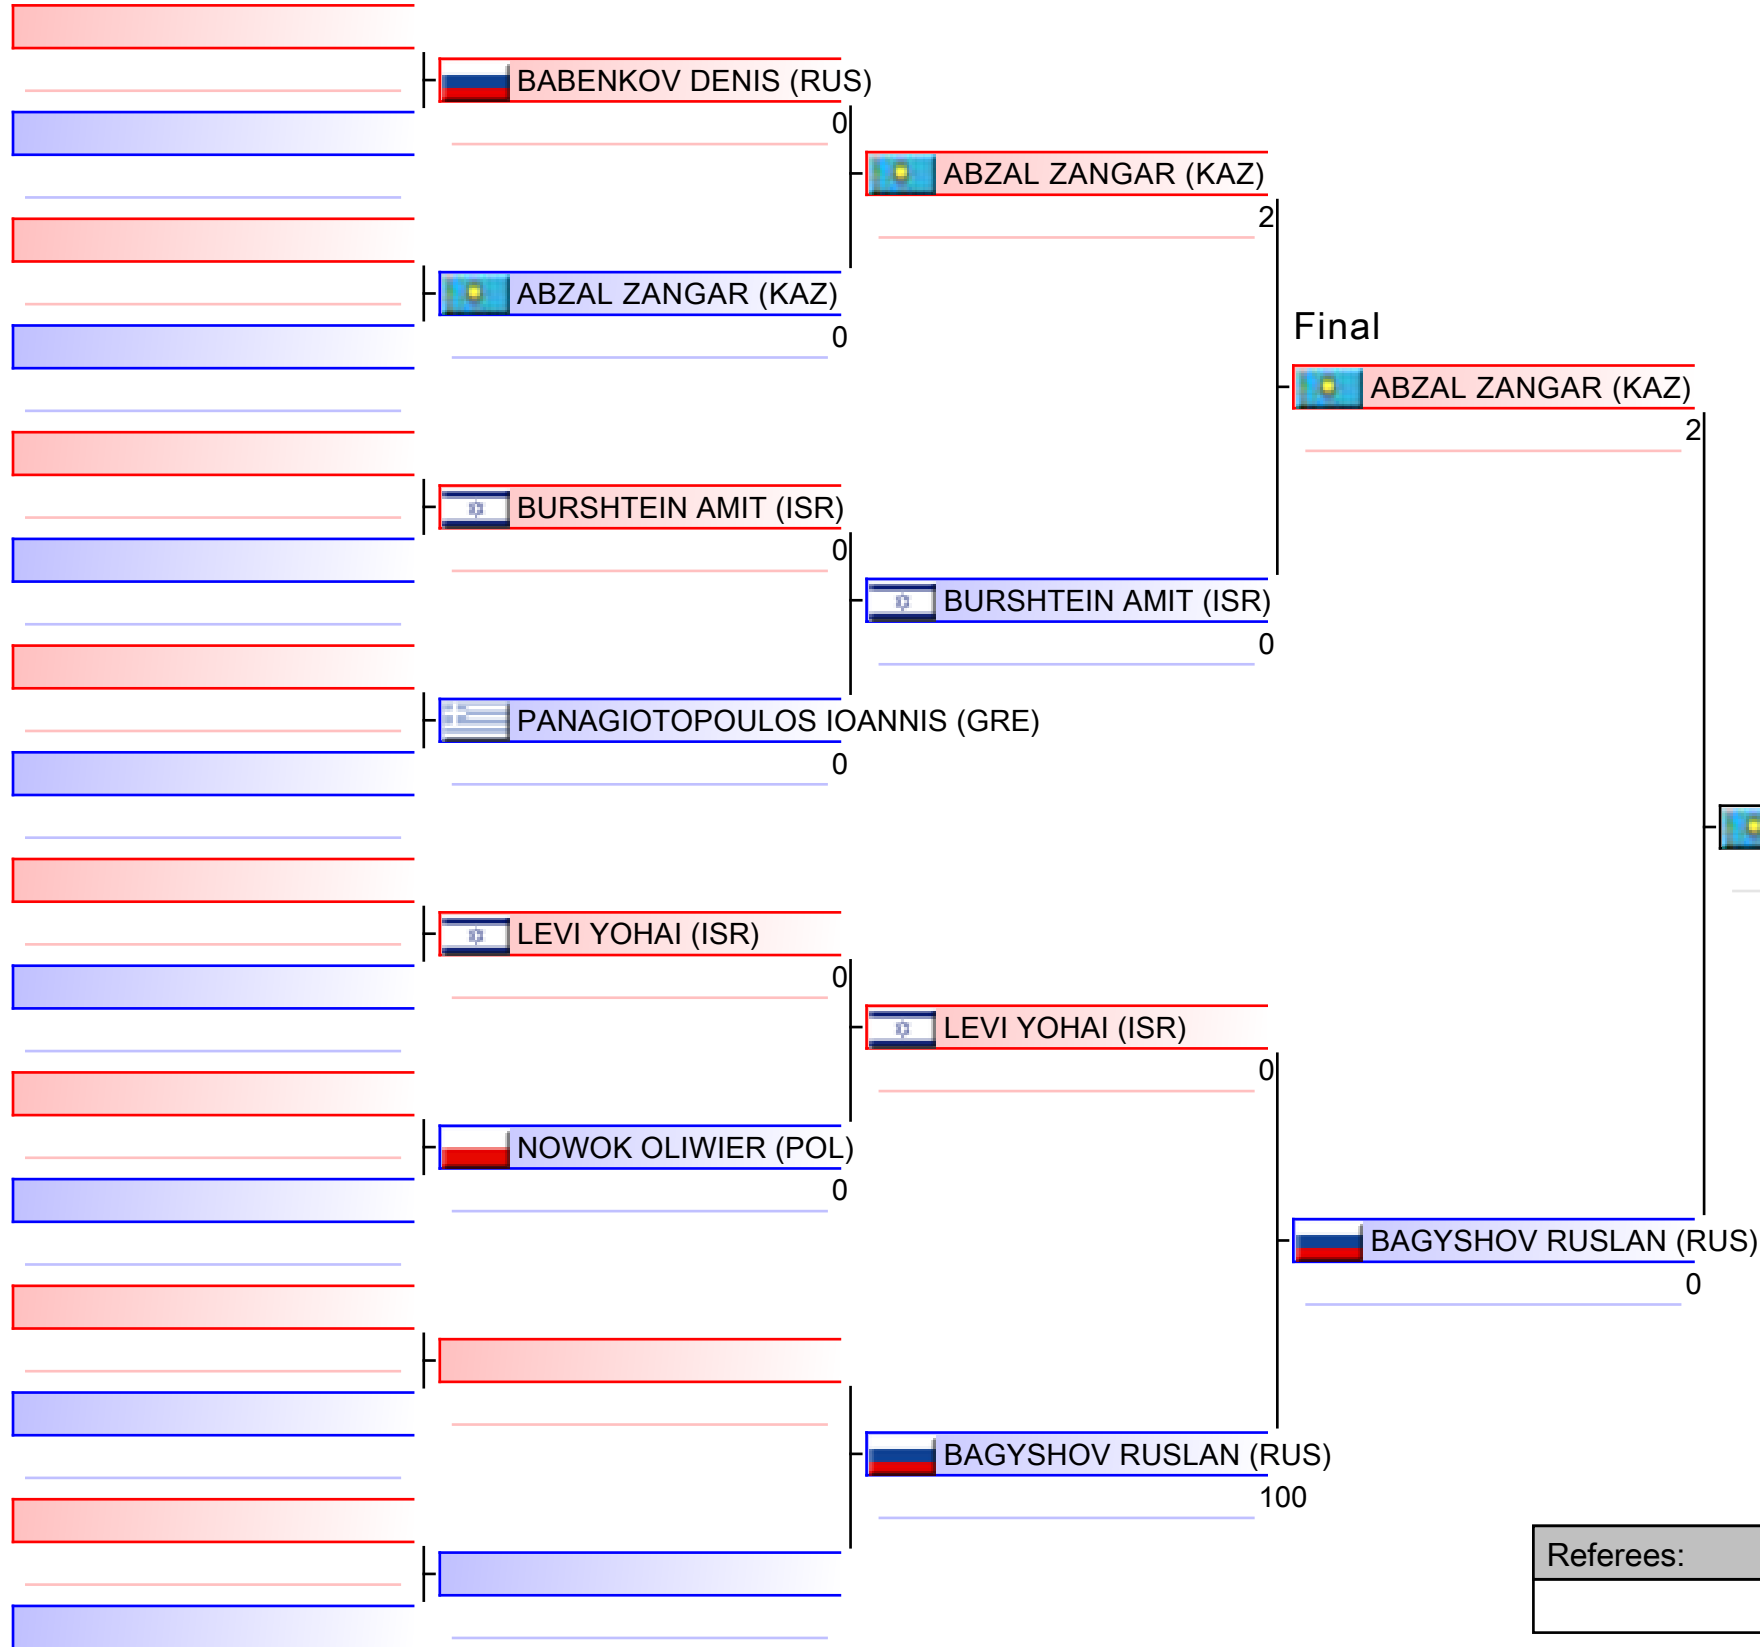 BABENKOV DENIS (RUS)
0
ABZAL ZANGAR (KAZ)
2
ABZAL ZANGAR (KAZ)
0
Final
ABZAL ZANGAR (KAZ)
2
BURSHTEIN AMIT (ISR)
0
BURSHTEIN AMIT (ISR)
0
PANAGIOTOPOULOS IOANNIS (GRE)
0
LEVI YOHAI (ISR)
0
LEVI YOHAI (ISR)
0
NOWOK OLIWIER (POL)
0
BAGYSHOV RUSLAN (RUS)
0
BAGYSHOV RUSLAN (RUS)
100
Referees: